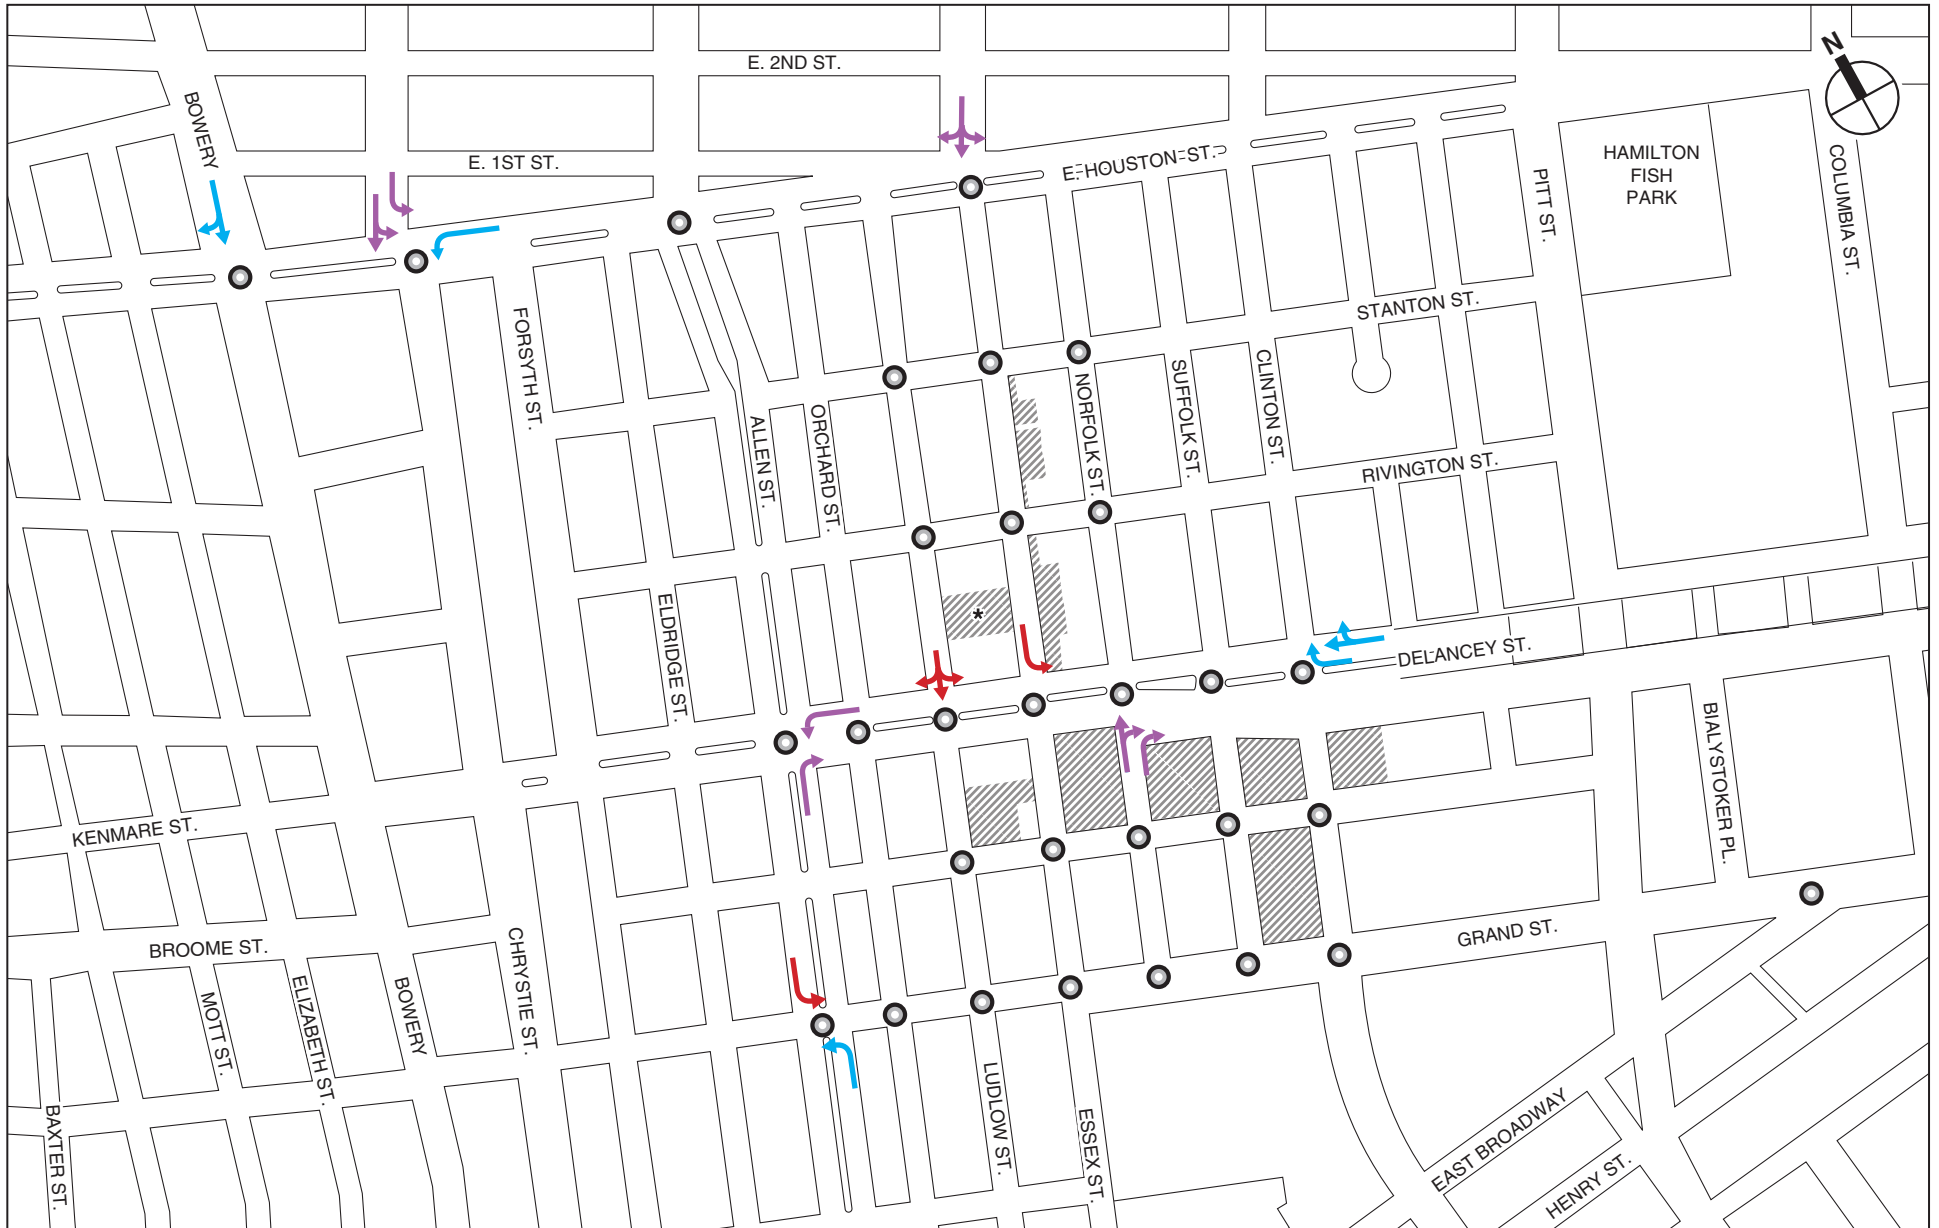 N
E. 2ND ST.
BOWERY
E. 1ST ST.
E. HOUSTON ST.
HAMILTON
FISH
PARK
COLUMBIA ST.
PITT ST.
STANTON ST.
FORSYTH ST.
NORFOLK ST.
SUFFOLK ST.
CLINTON ST.
ALLEN ST.
ORCHARD ST.
RIVINGTON ST.
ELDRIDGE ST.
*
DELANCEY ST.
BIALYSTOKER PL.
KENMARE ST.
BROOME ST.
GRAND ST.
MOTT ST.
ELIZABETH ST.
BOWERY
CHRYSTIE ST.
LUDLOW ST.
ESSEX ST.
BAXTER ST.
EAST BROADWAY
HENRY ST.